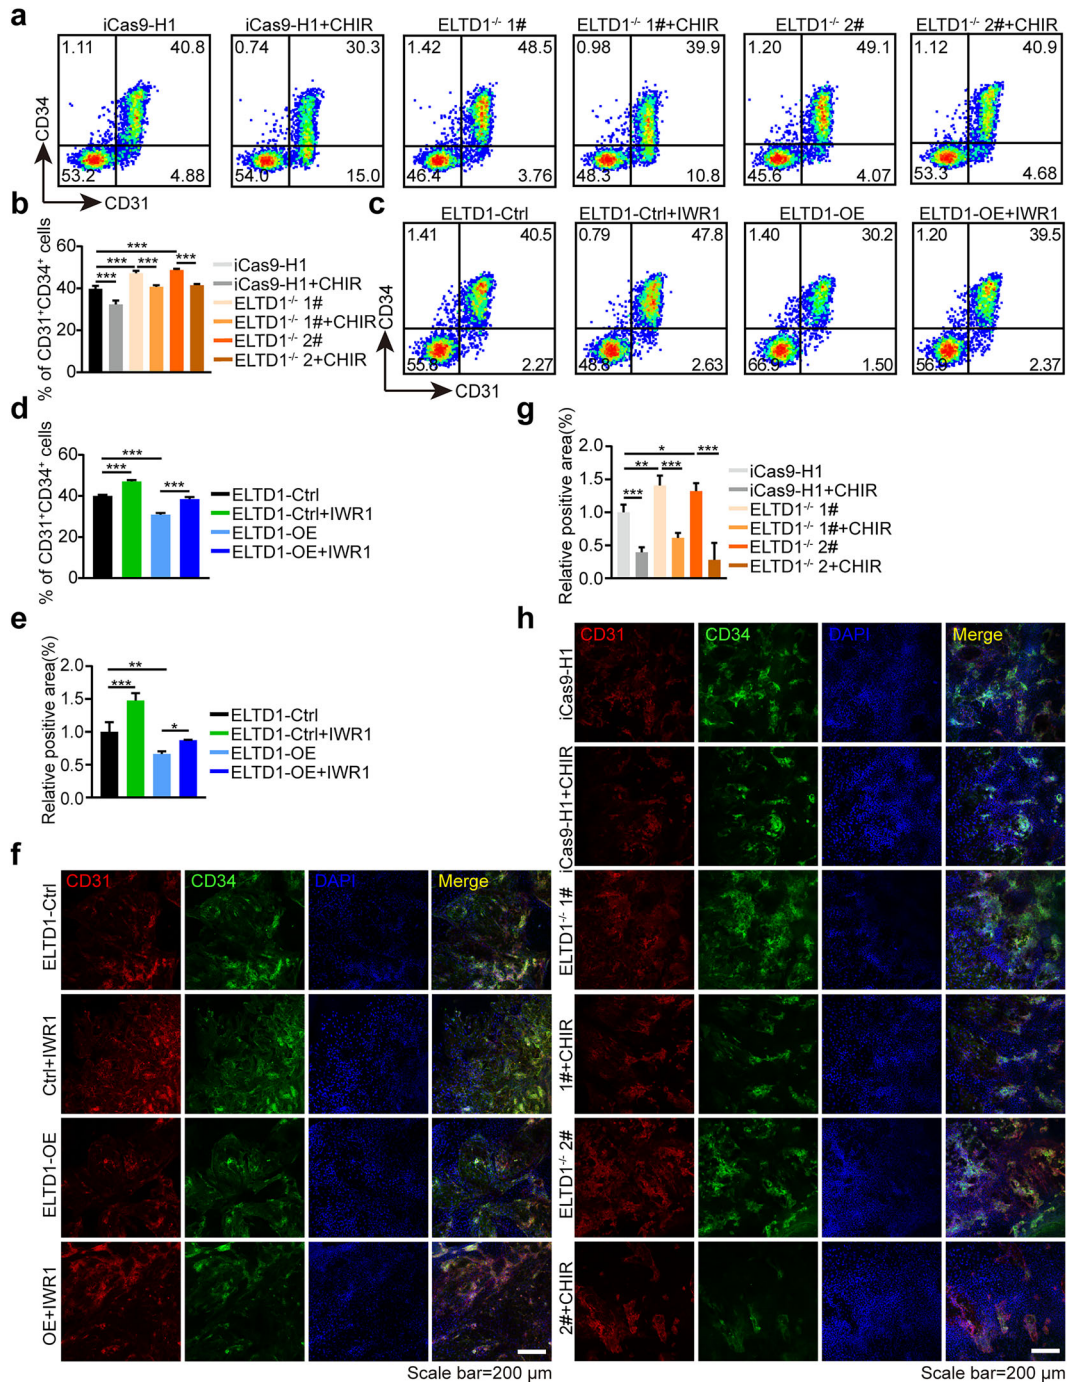 a
iCas9-H1
iCas9-H1+CHIR
ELTD1⁻/⁻ 1#
ELTD1⁻/⁻ 1#+CHIR
ELTD1⁻/⁻ 2#
ELTD1⁻/⁻ 2#+CHIR
1.11 40.8
53.2 4.88
0.74 30.3
54.0 15.0
1.42 48.5
46.4 3.76
0.98 39.9
48.3 10.8
1.20 49.1
45.6 4.07
1.12 40.9
53.3 4.68
CD34
CD31
b
% of CD31⁺CD34⁺ cells
60
40
20
0
***
***
*** *** ***
iCas9-H1
iCas9-H1+CHIR
ELTD1⁻/⁻ 1#
ELTD1⁻/⁻ 1#+CHIR
ELTD1⁻/⁻ 2#
ELTD1⁻/⁻ 2+CHIR
c
ELTD1-Ctrl
ELTD1-Ctrl+IWR1
ELTD1-OE
ELTD1-OE+IWR1
1.41 40.5
55.8 2.27
0.79 47.8
48.8 2.63
1.40 30.2
66.9 1.50
1.20 39.5
56.9 2.37
CD34
CD31
d
% of CD31⁺CD34⁺ cells
60
40
20
0
***
***
***
ELTD1-Ctrl
ELTD1-Ctrl+IWR1
ELTD1-OE
ELTD1-OE+IWR1
e
Relative positive area(%)
2.0
1.5
1.0
0.5
0.0
**
***
*
ELTD1-Ctrl
ELTD1-Ctrl+IWR1
ELTD1-OE
ELTD1-OE+IWR1
g
Relative positive area(%)
2.0
1.5
1.0
0.5
0.0
* ***
** ***
***
iCas9-H1
iCas9-H1+CHIR
ELTD1⁻/⁻ 1#
ELTD1⁻/⁻ 1#+CHIR
ELTD1⁻/⁻ 2#
ELTD1⁻/⁻ 2+CHIR
f
CD31
CD34
DAPI
Merge
ELTD1-Ctrl
Ctrl+IWR1
ELTD1-OE
OE+IWR1
Scale bar=200 µm
h
CD31
CD34
DAPI
Merge
iCas9-H1
iCas9-H1+CHIR
ELTD1⁻/⁻ 1#
1#+CHIR
ELTD1⁻/⁻ 2#
2#+CHIR
Scale bar=200 µm